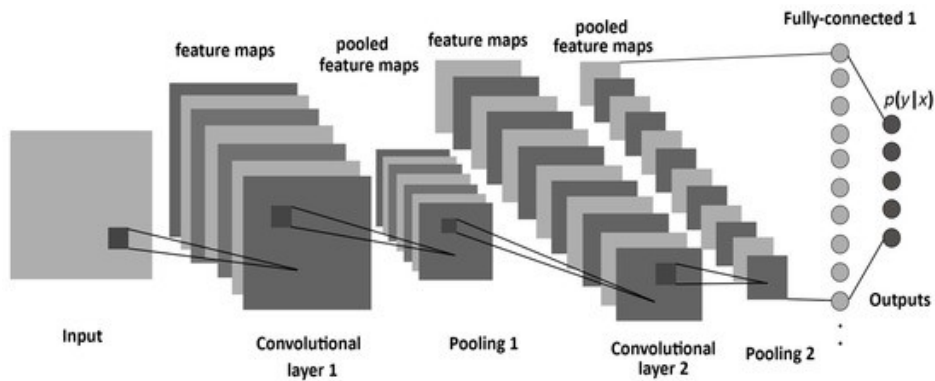 Fully-connected 1
feature maps
pooled
feature maps
feature maps
pooled
feature maps
p(y|x)
Input
Convolutional
layer 1
Pooling 1
Convolutional
layer 2
Pooling 2
Outputs